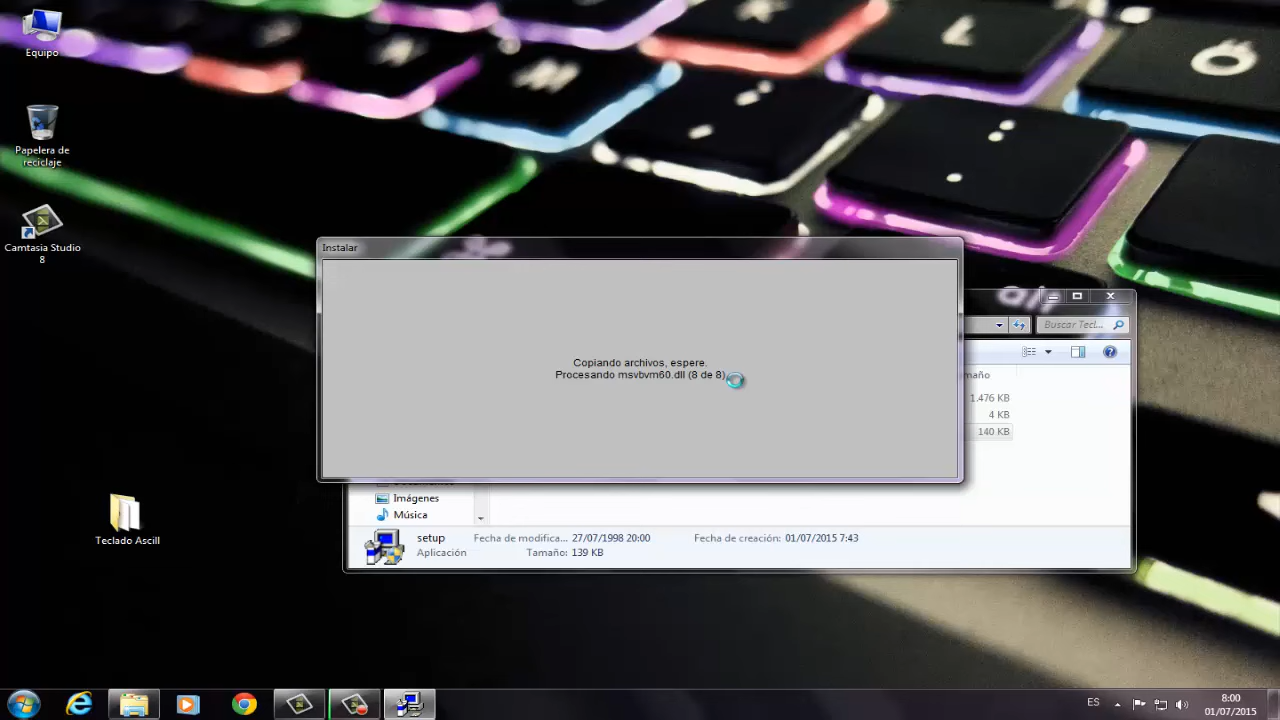 Equipo
Papelera de
reciclaje
Camtasia Studio
8
Teclado Ascill
Instalar
Copiando archivos, espere.
Procesando msvbvm60.dll (8 de 8)
Buscar Tecl...
1.476 KB
4 KB
140 KB
Imágenes
Música
setup
Fecha de modifica... 27/07/1998 20:00
Fecha de creación: 01/07/2015 7:43
Aplicación
Tamaño: 139 KB
ES
8:00
01/07/2015